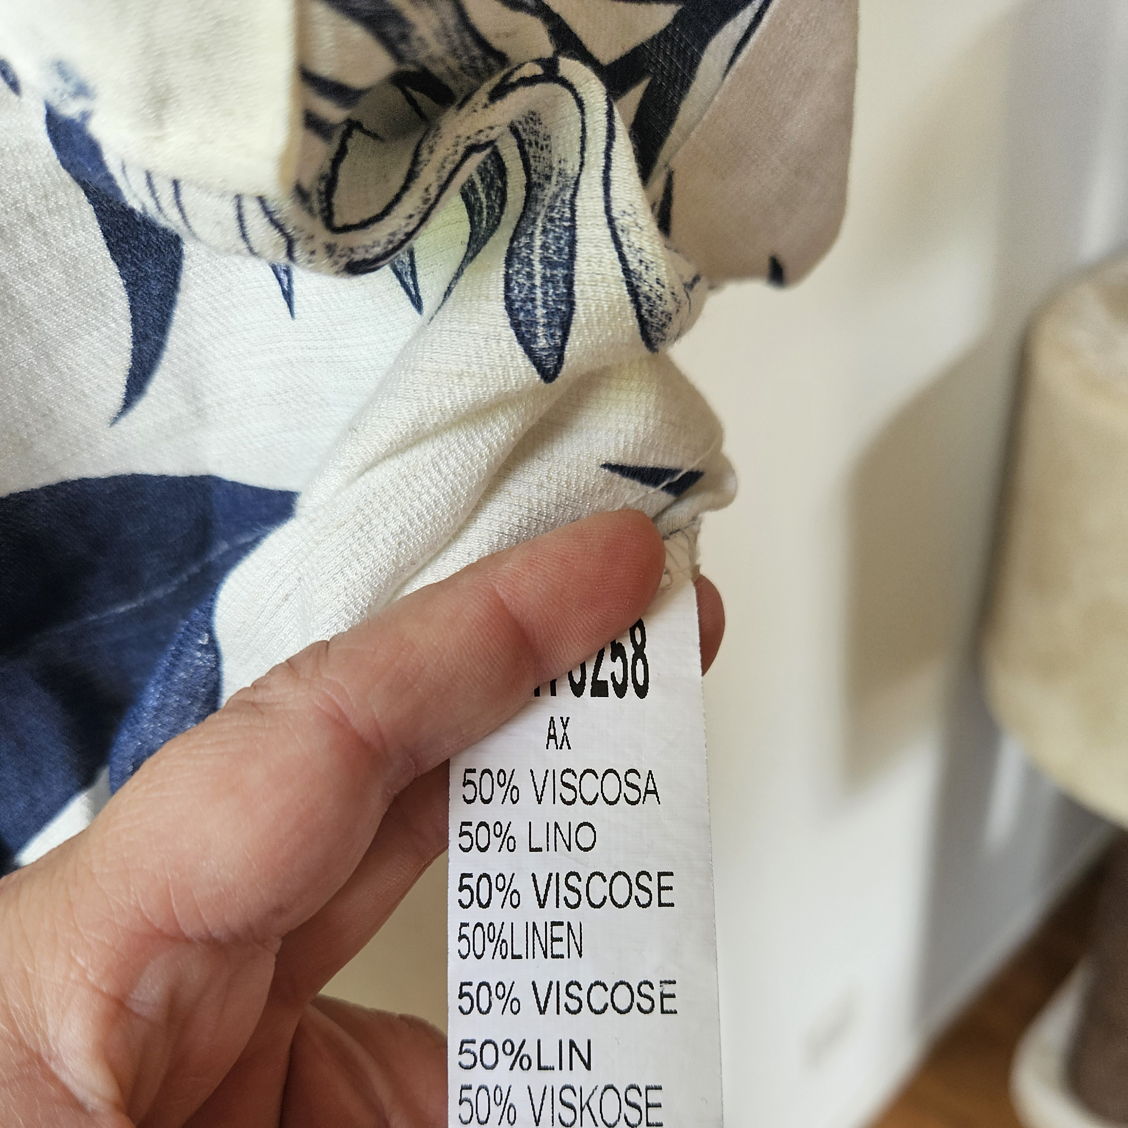 AX
50% VISCOSA
50% LINO
50% VISCOSE
50%LINEN
50% VISCOSE
50%LIN
50% VISKOSE